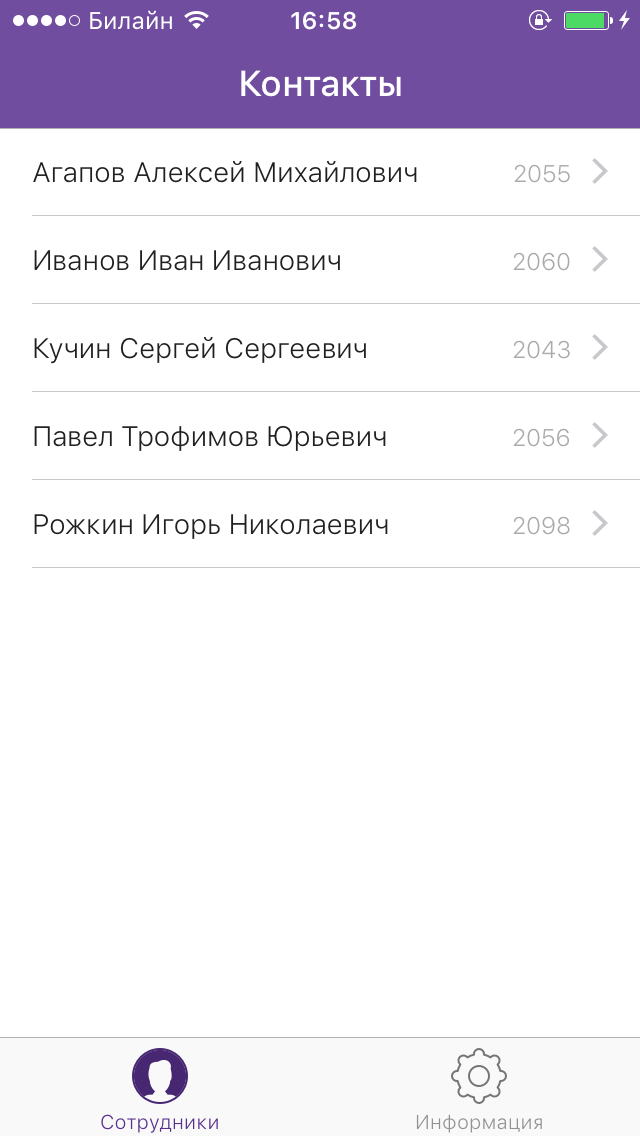 Билайн 16:58
Контакты
Агапов Алексей Михайлович 2055
Иванов Иван Иванович 2060
Кучин Сергей Сергеевич 2043
Павел Трофимов Юрьевич 2056
Рожкин Игорь Николаевич 2098
Сотрудники Информация